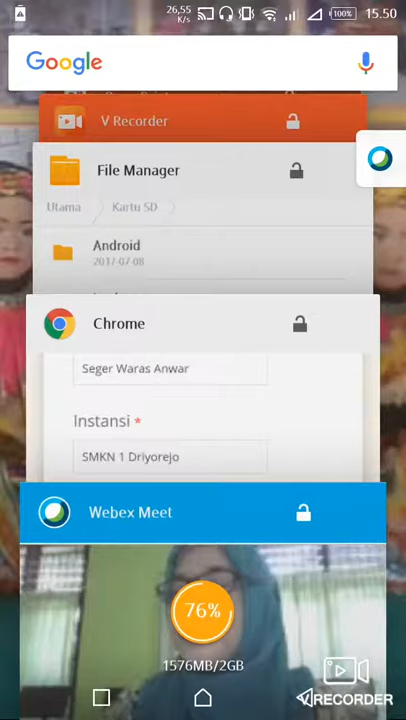 26,55
K/s
100%
15.50
Google
V Recorder
File Manager
Utama
Kartu SD
Android
2017-07-08
Chrome
Seger Waras Anwar
Instansi *
SMKN 1 Driyorejo
Webex Meet
76%
1576MB/2GB
VRECORDER